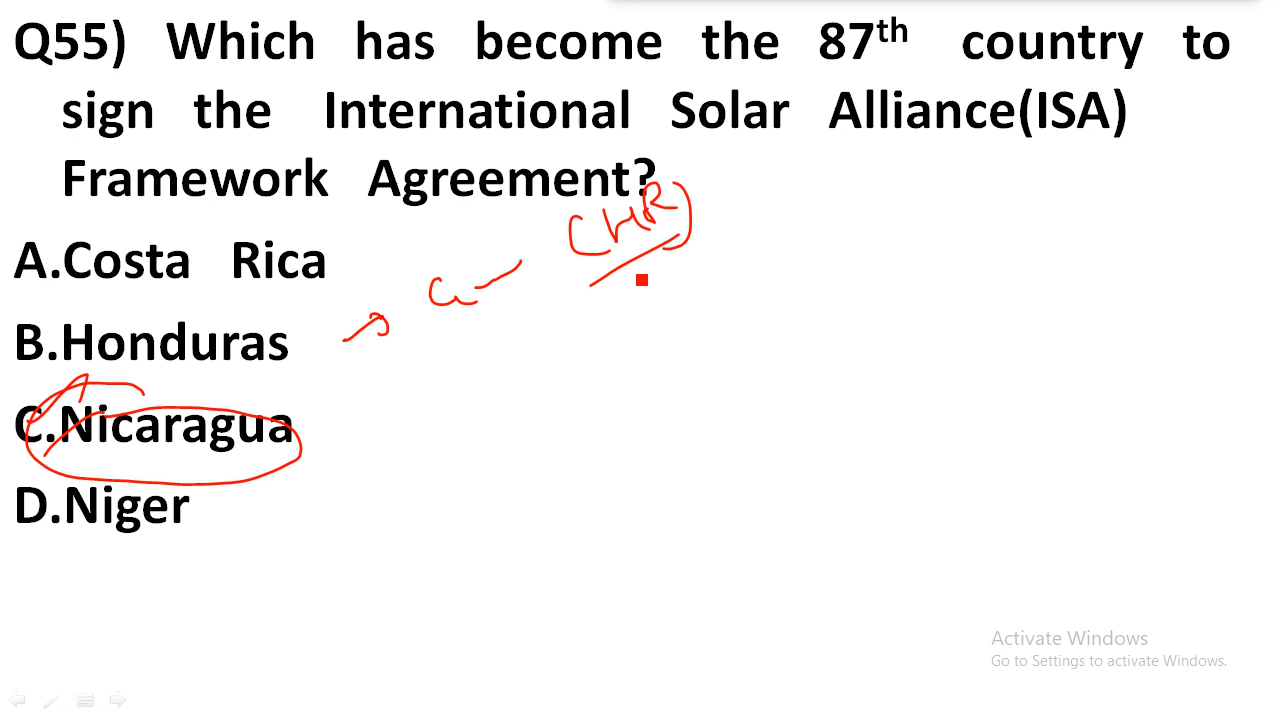 Q55) Which has become the 87th country to
sign the International Solar Alliance(ISA)
Framework Agreement?
(HR)
A.Costa Rica
B.Honduras
C.Nicaragua
D.Niger
Activate Windows
Go to Settings to activate Windows.